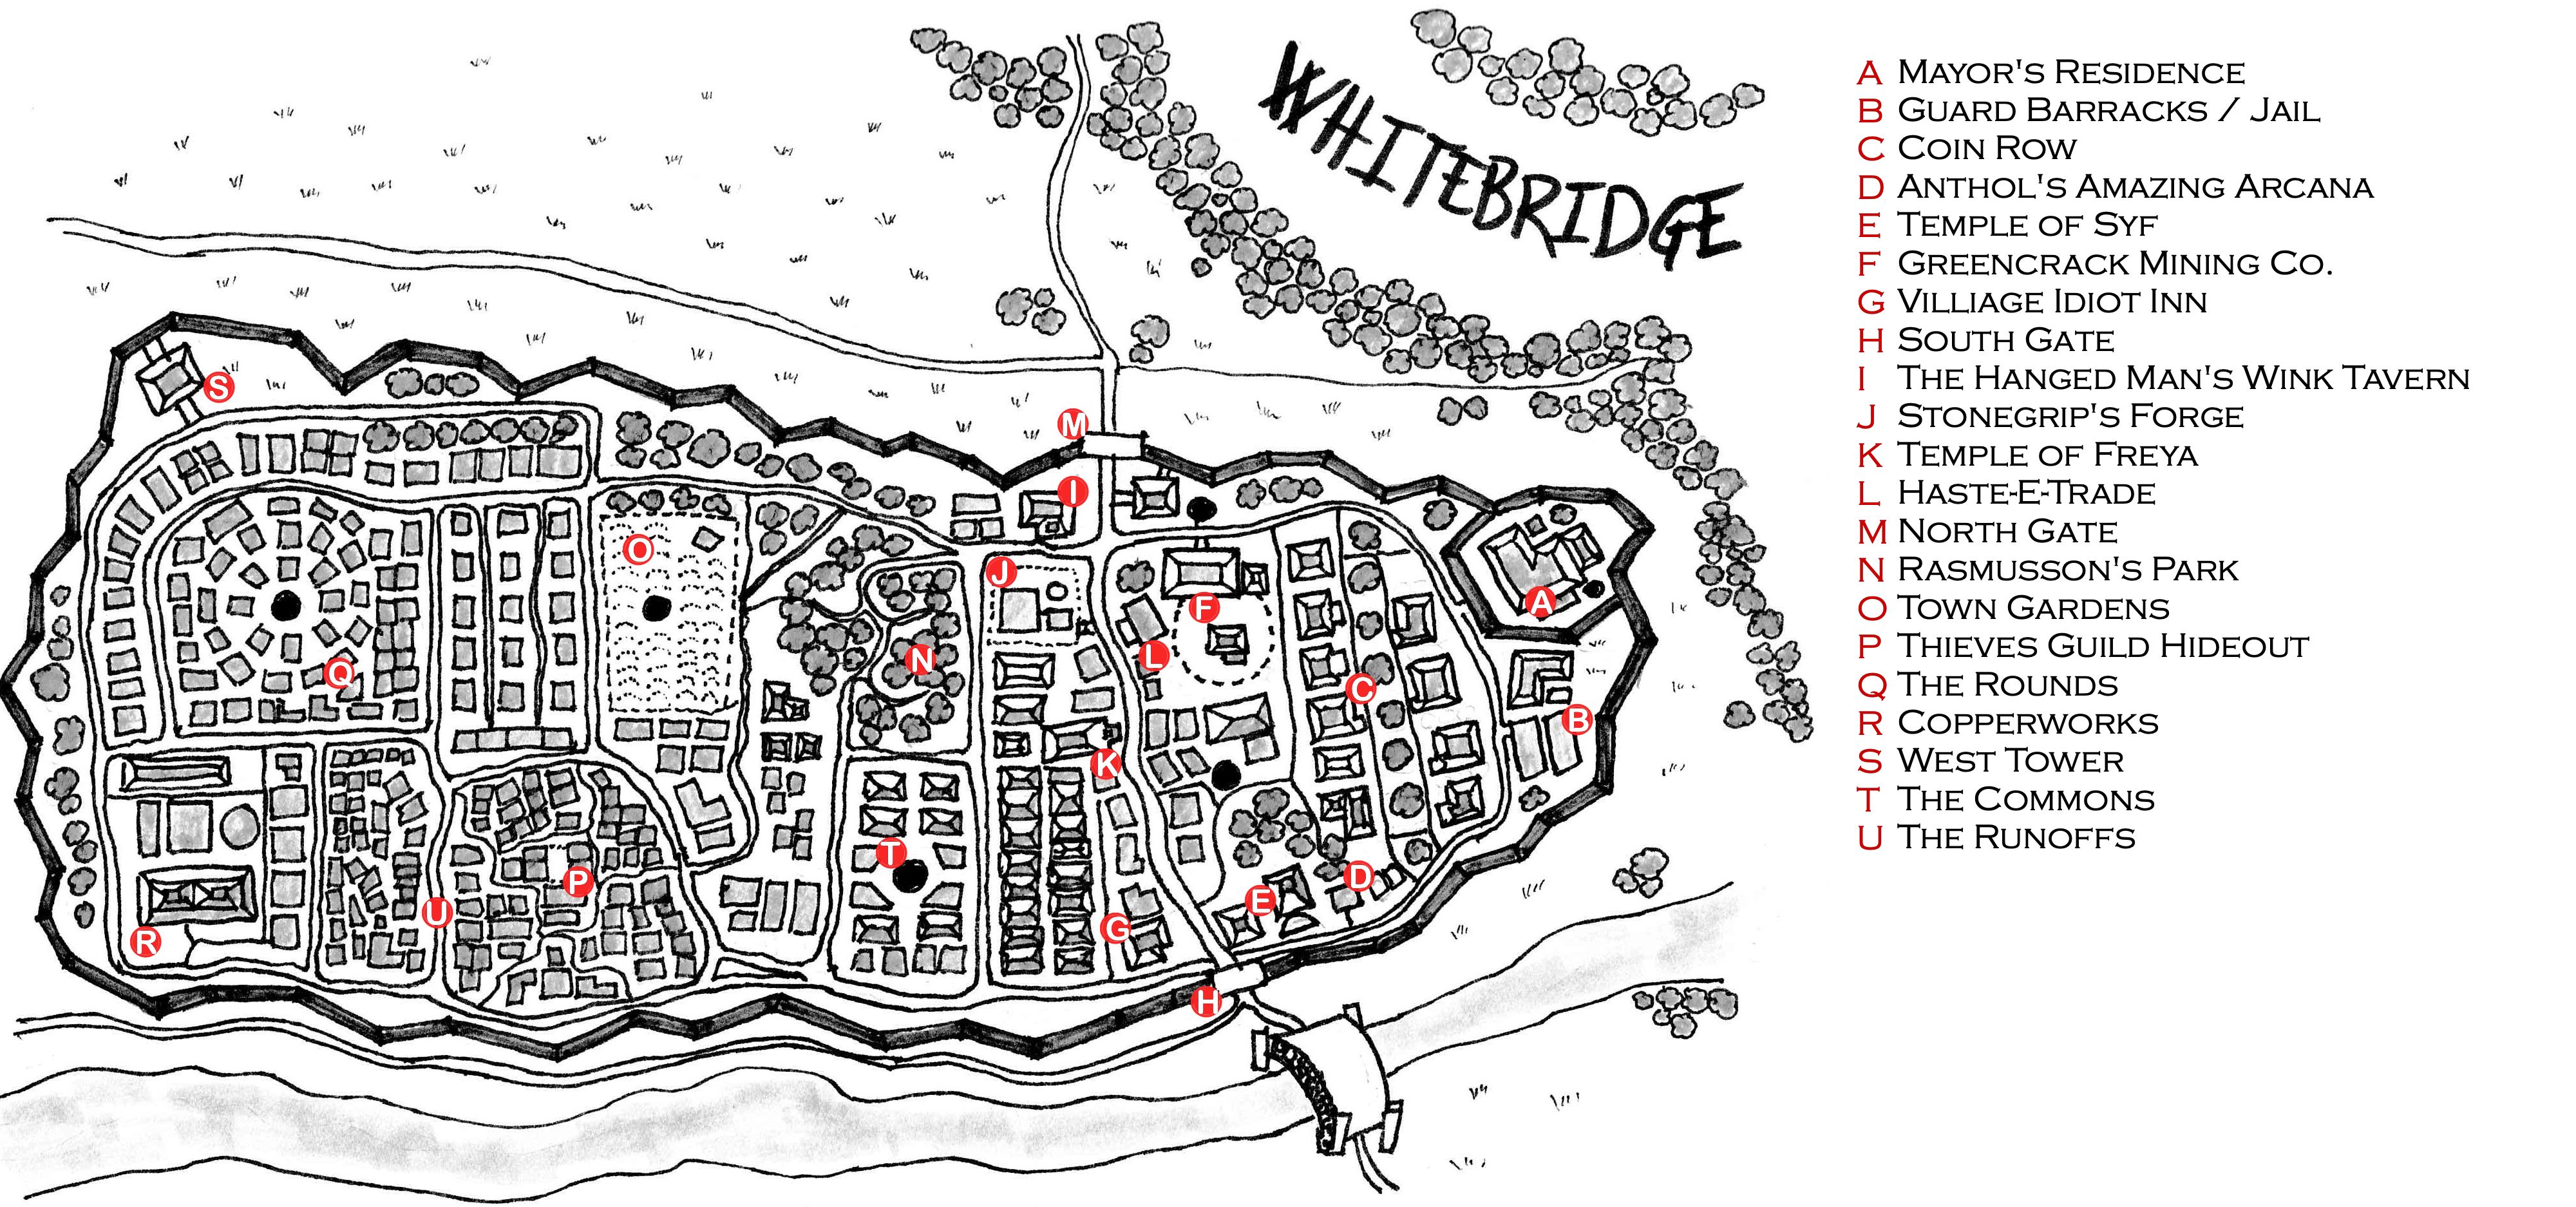 WHITEBRIDGE
A MAYOR'S RESIDENCE
B GUARD BARRACKS / JAIL
C COIN ROW
D ANTHOL'S AMAZING ARCANA
E TEMPLE OF SYF
F GREENCRACK MINING CO.
G VILLIAGE IDIOT INN
H SOUTH GATE
I THE HANGED MAN'S WINK TAVERN
J STONEGRIP'S FORGE
K TEMPLE OF FREYA
L HASTE-E-TRADE
M NORTH GATE
N RASMUSSON'S PARK
O TOWN GARDENS
P THIEVES GUILD HIDEOUT
Q THE ROUNDS
R COPPERWORKS
S WEST TOWER
T THE COMMONS
U THE RUNOFFS
S
M
I
O
J
A
F
L
N
Q
C
B
K
T
D
P
E
U
G
R
H